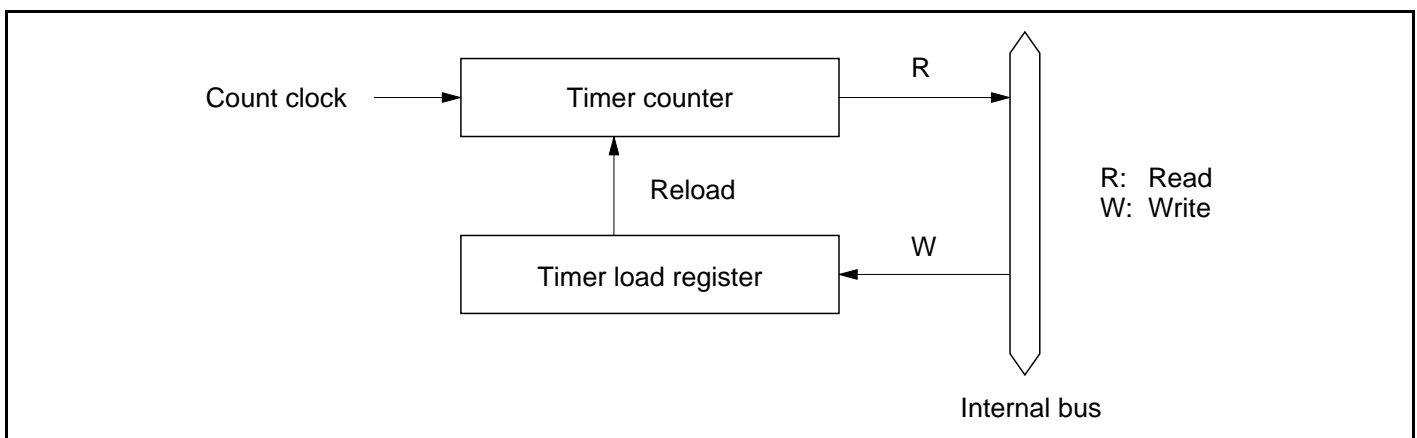 R
Count clock
Timer counter
R: Read
Reload
W: Write
W
Timer load register
Internal bus